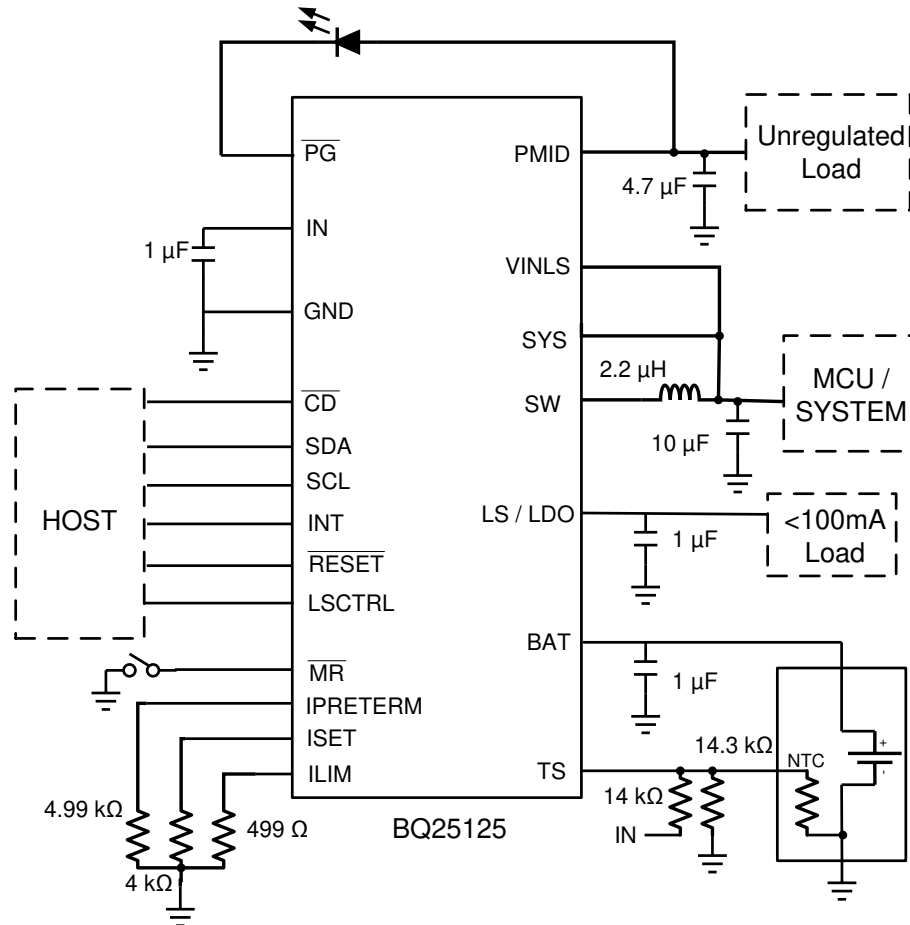 PG
PMID
Unregulated
Load
4.7 µF
IN
1 µF
VINLS
GND
SYS
2.2 µH
MCU /
SYSTEM
SW
CD
10 µF
SDA
SCL
HOST
INT
LS / LDO
<100mA
Load
1 µF
RESET
LSCTRL
BAT
MR
1 µF
IPRETERM
ISET
14.3 kΩ
NTC
+
-
ILIM
TS
4.99 kΩ
499 Ω
14 kΩ
IN
BQ25125
4 kΩ